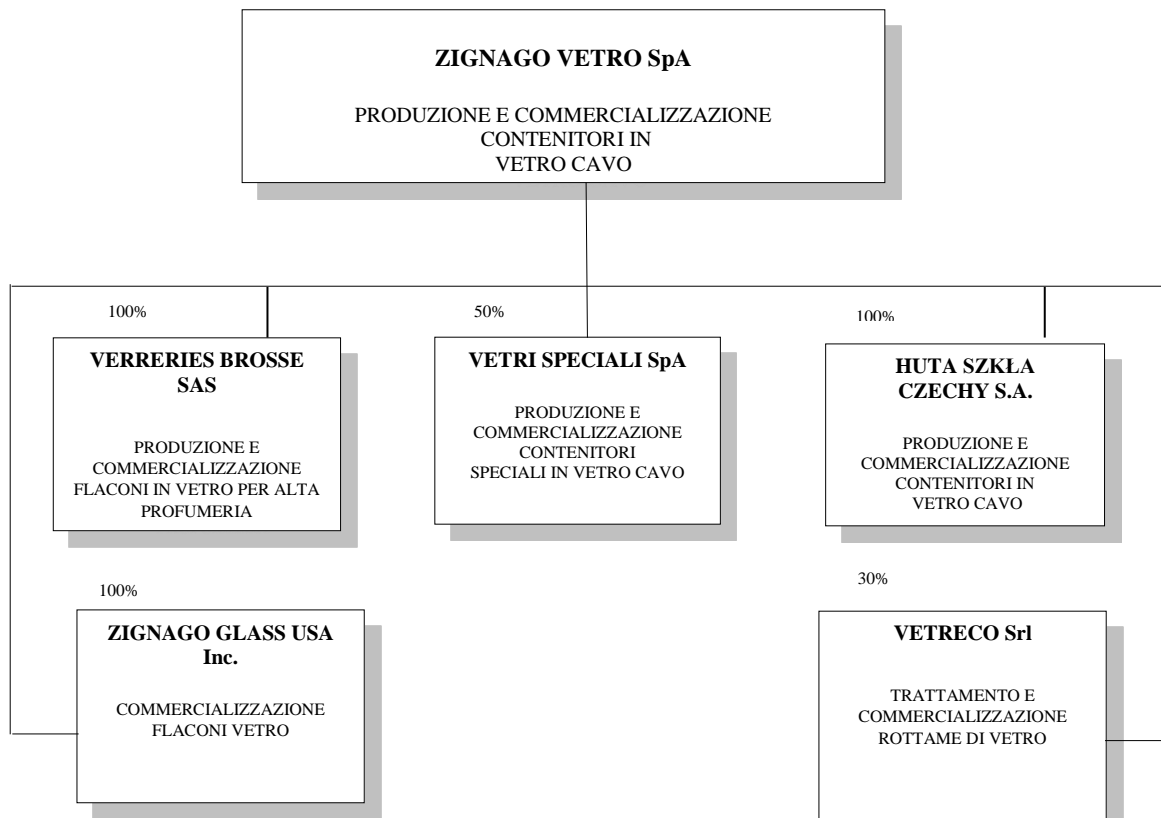 ZIGNAGO VETRO SpA
PRODUZIONE E COMMERCIALIZZAZIONE
CONTENITORI IN
VETRO CAVO
100%
VERRERIES BROSSE
SAS
PRODUZIONE E
COMMERCIALIZZAZIONE
FLACONI IN VETRO PER ALTA
PROFUMERIA
50%
VETRI SPECIALI SpA
PRODUZIONE E
COMMERCIALIZZAZIONE
CONTENITORI
SPECIALI IN VETRO CAVO
100%
HUTA SZKŁA
CZECHY S.A.
PRODUZIONE E
COMMERCIALIZZAZIONE
CONTENITORI IN
VETRO CAVO
100%
ZIGNAGO GLASS USA
Inc.
COMMERCIALIZZAZIONE
FLACONI VETRO
30%
VETRECO Srl
TRATTAMENTO E
COMMERCIALIZZAZIONE
ROTTAME DI VETRO